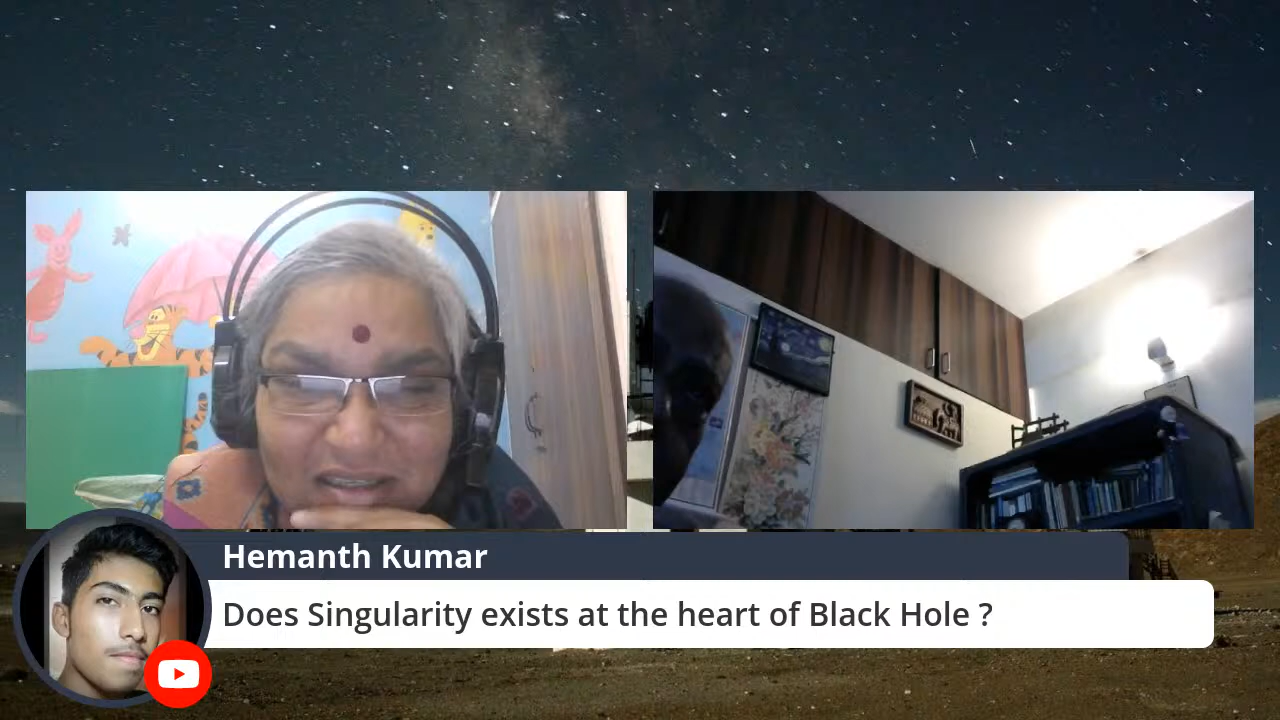 Hemanth Kumar
Does Singularity exists at the heart of Black Hole ?